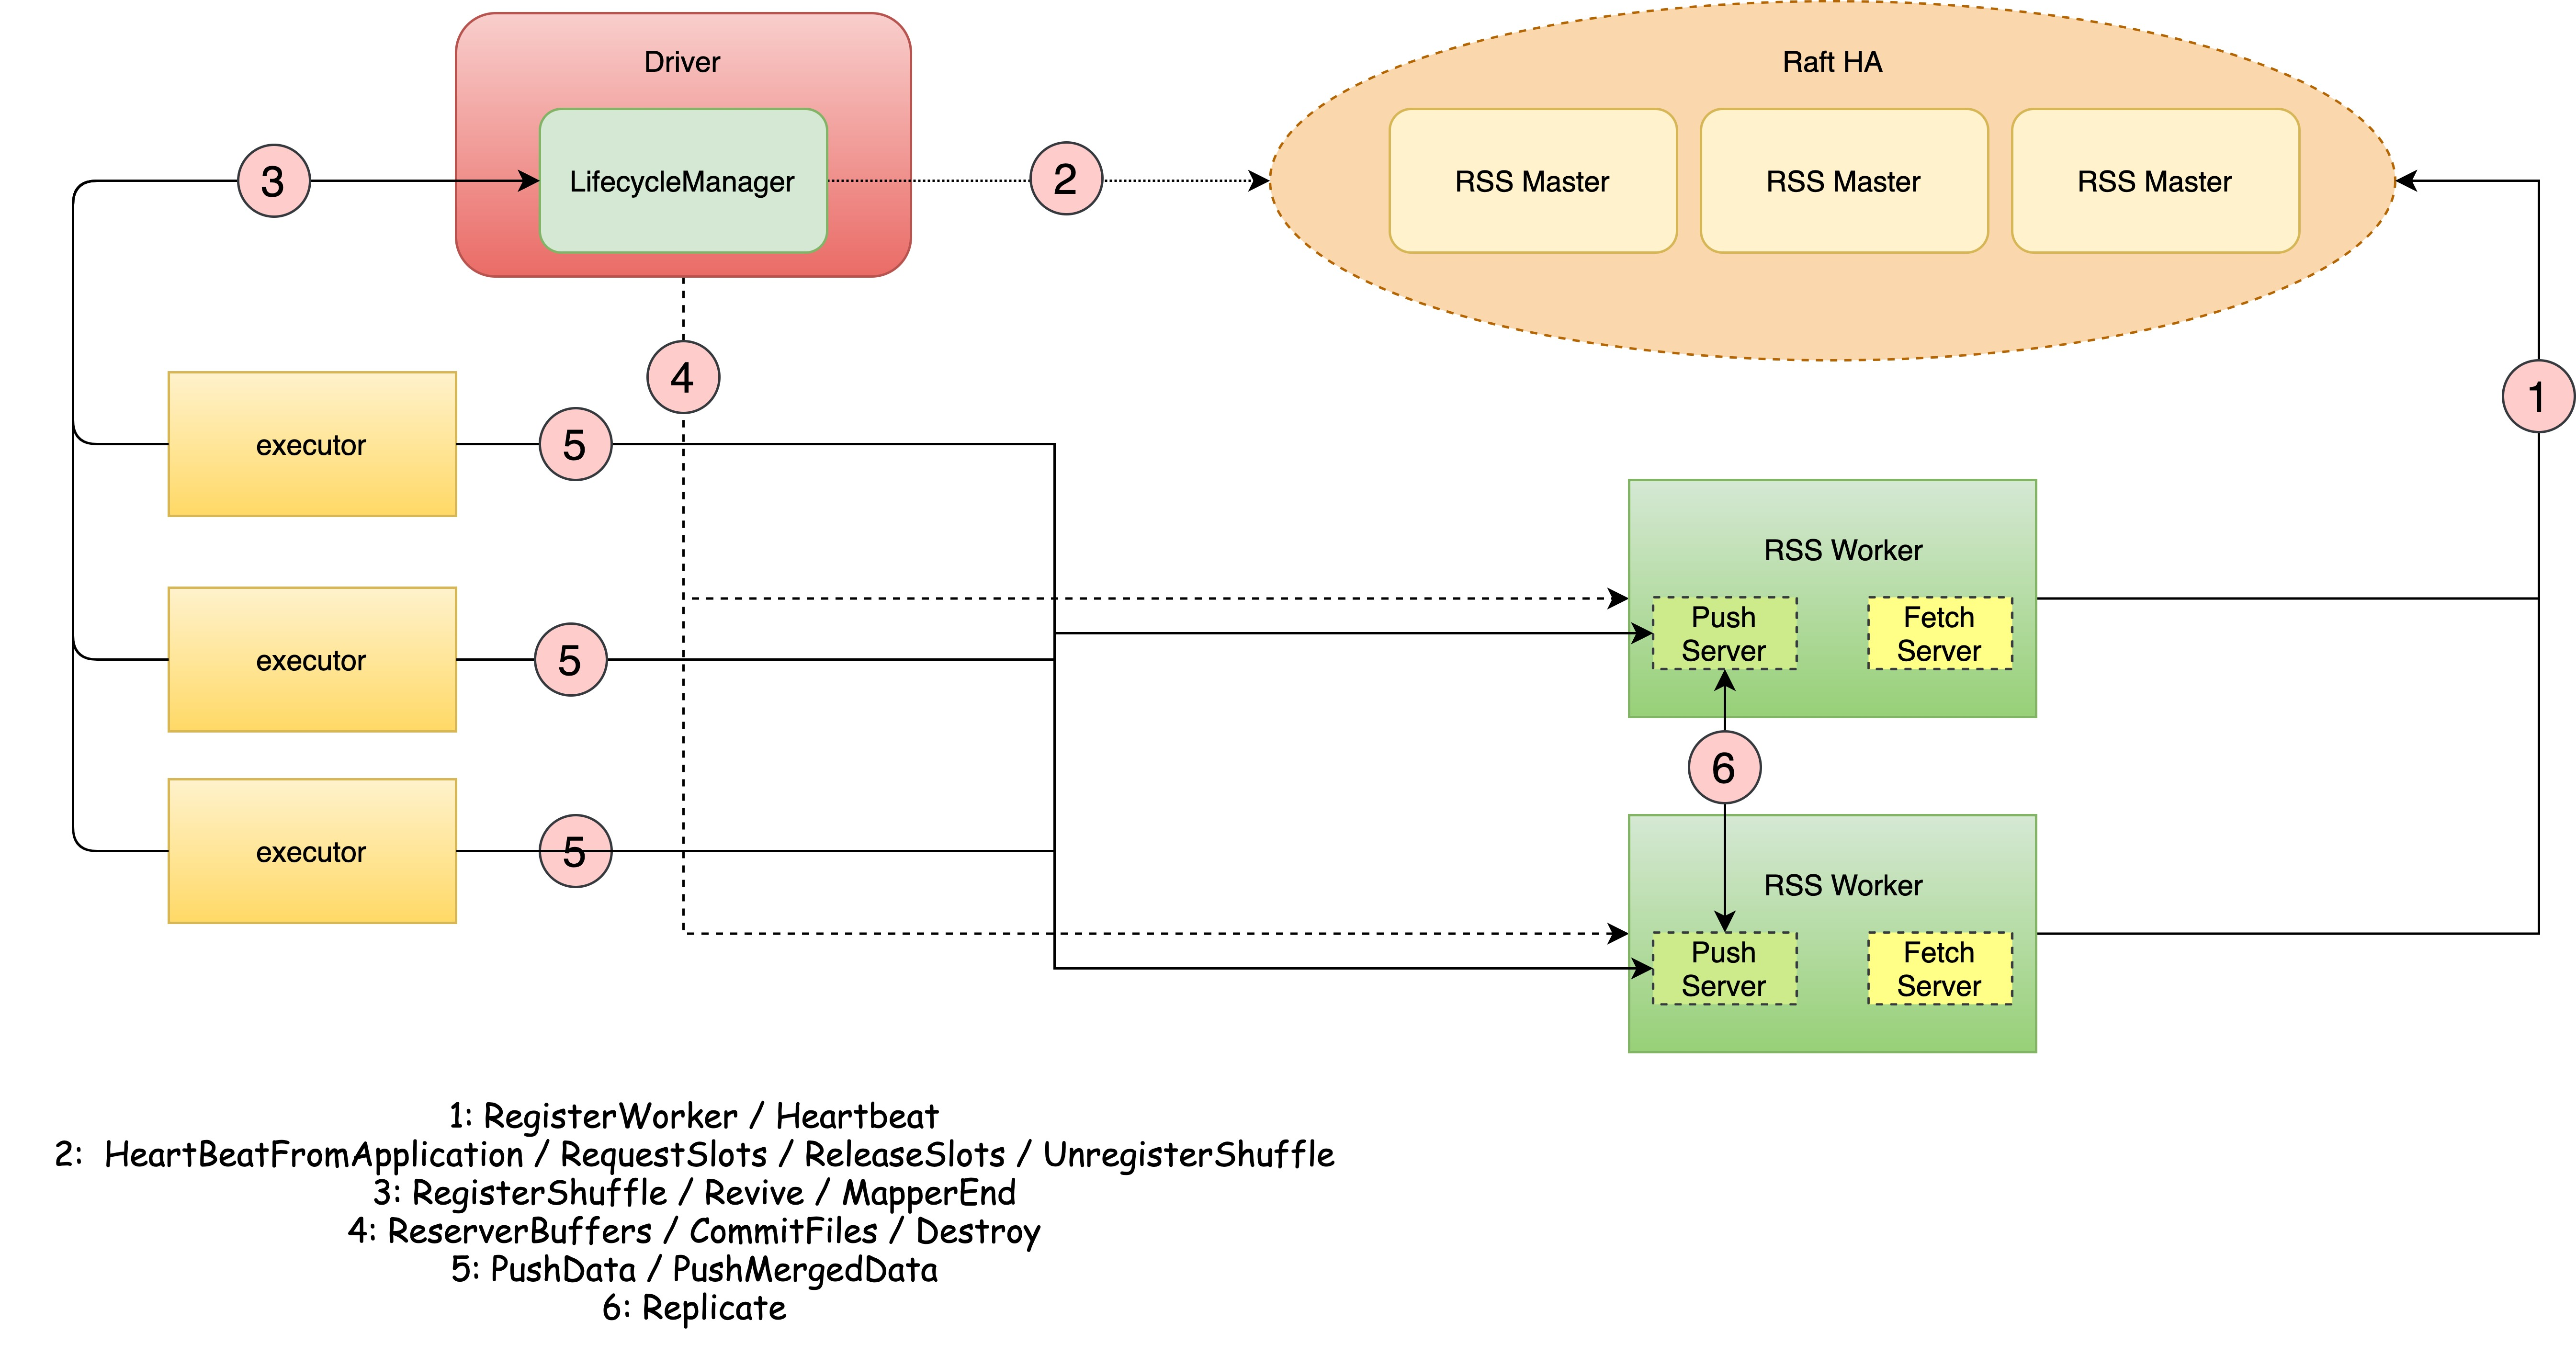 Driver
Raft HA
LifecycleManager
RSS Master
RSS Master
RSS Master
3
2
4
1
executor
5
executor
5
executor
5
RSS Worker
Push
Server
Fetch
Server
6
RSS Worker
Push
Server
Fetch
Server
1: RegisterWorker / Heartbeat
2: HeartBeatFromApplication / RequestSlots / ReleaseSlots / UnregisterShuffle
3: RegisterShuffle / Revive / MapperEnd
4: ReserverBuffers / CommitFiles / Destroy
5: PushData / PushMergedData
6: Replicate